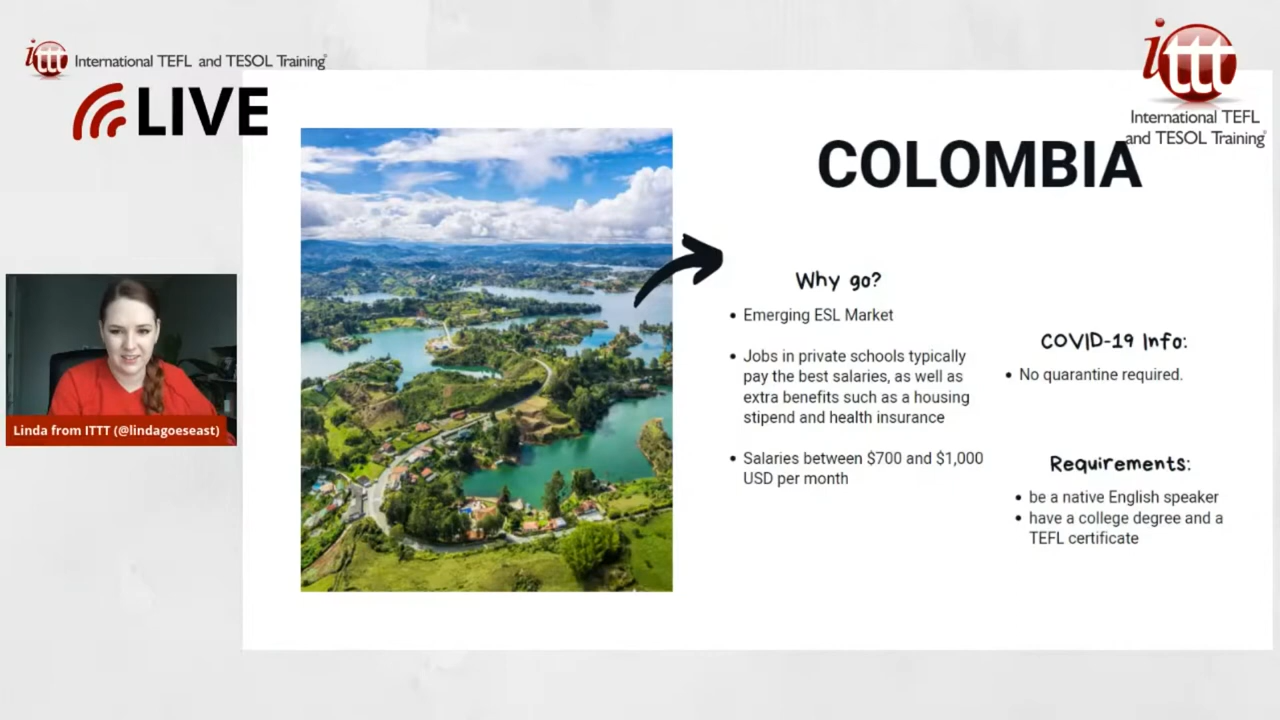 ittt International TEFL and TESOL Training
LIVE
ittt
International TEFL
and TESOL Training
COLOMBIA
Why go?
• Emerging ESL Market
• Jobs in private schools typically
pay the best salaries, as well as
extra benefits such as a housing
stipend and health insurance
• Salaries between $700 and $1,000
USD per month
COVID-19 Info:
• No quarantine required.
Requirements:
• be a native English speaker
• have a college degree and a
TEFL certificate
Linda from ITTT (@lindagoeseast)